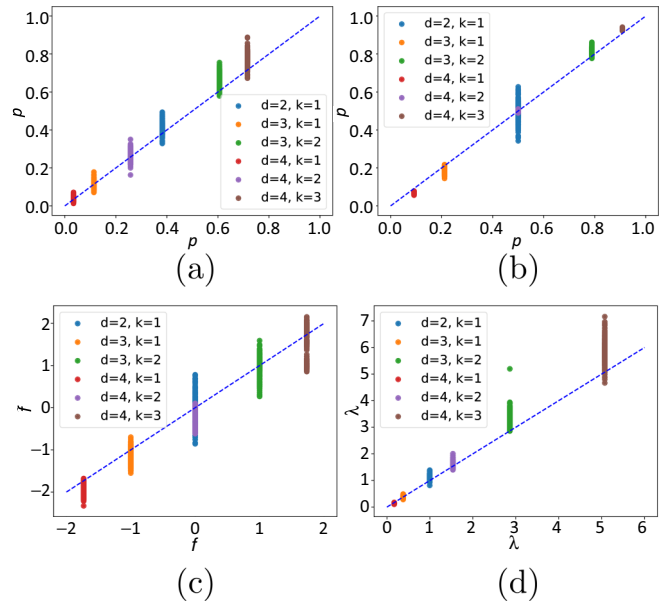 1.0
0.8
0.6
0.4
0.2
0.0
p
d=2, k=1
d=3, k=1
d=3, k=2
d=4, k=1
d=4, k=2
d=4, k=3
0.0 0.2 0.4 0.6 0.8 1.0
p
(a)
1.0
0.8
0.6
0.4
0.2
0.0
p
d=2, k=1
d=3, k=1
d=3, k=2
d=4, k=1
d=4, k=2
d=4, k=3
0.0 0.2 0.4 0.6 0.8 1.0
p
(b)
2
1
0
−1
−2
d=2, k=1
d=3, k=1
d=3, k=2
d=4, k=1
d=4, k=2
d=4, k=3
−2 −1 0 1 2
f
(c)
7
6
5
4
3
2
1
0
d=2, k=1
d=3, k=1
d=3, k=2
d=4, k=1
d=4, k=2
d=4, k=3
0 1 2 3 4 5 6
λ
(d)